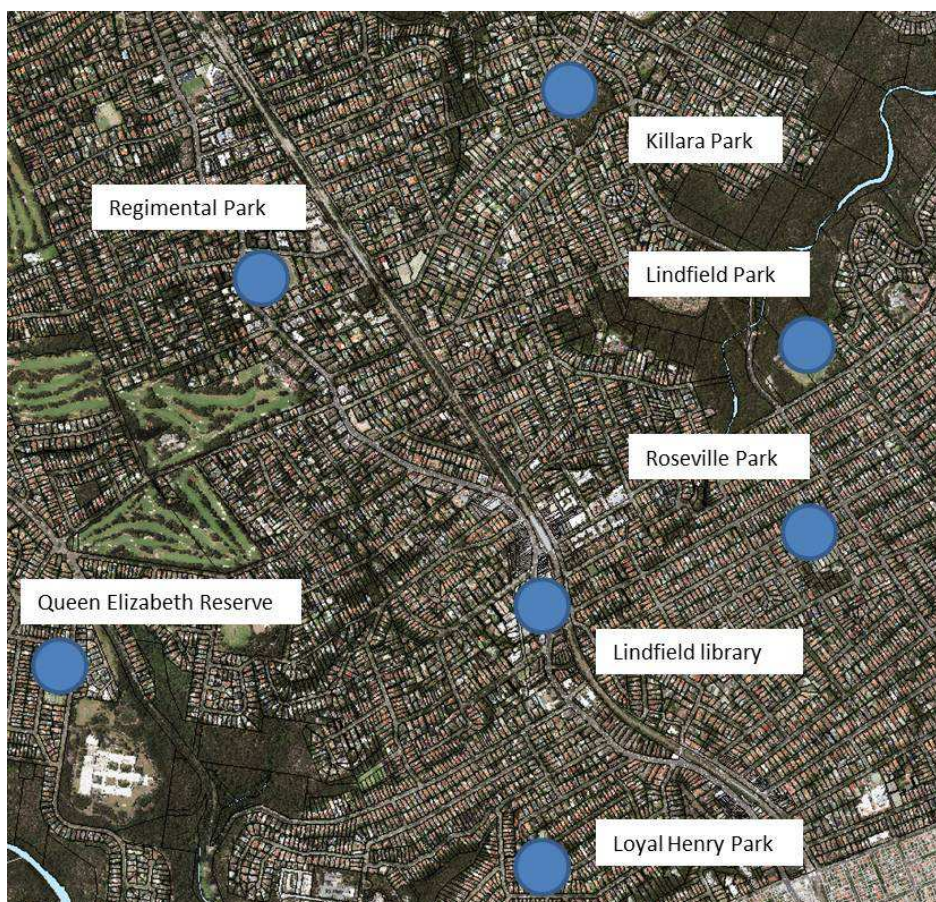 Killara Park
Regimental Park
Lindfield Park
Roseville Park
Queen Elizabeth Reserve
Lindfield library
Loyal Henry Park